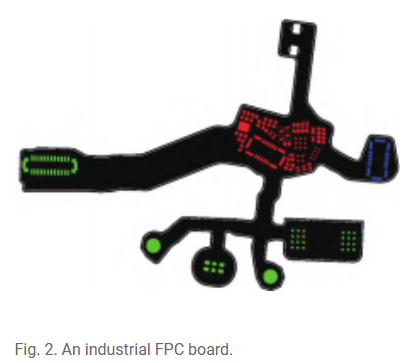 Fig. 2. An industrial FPC board.